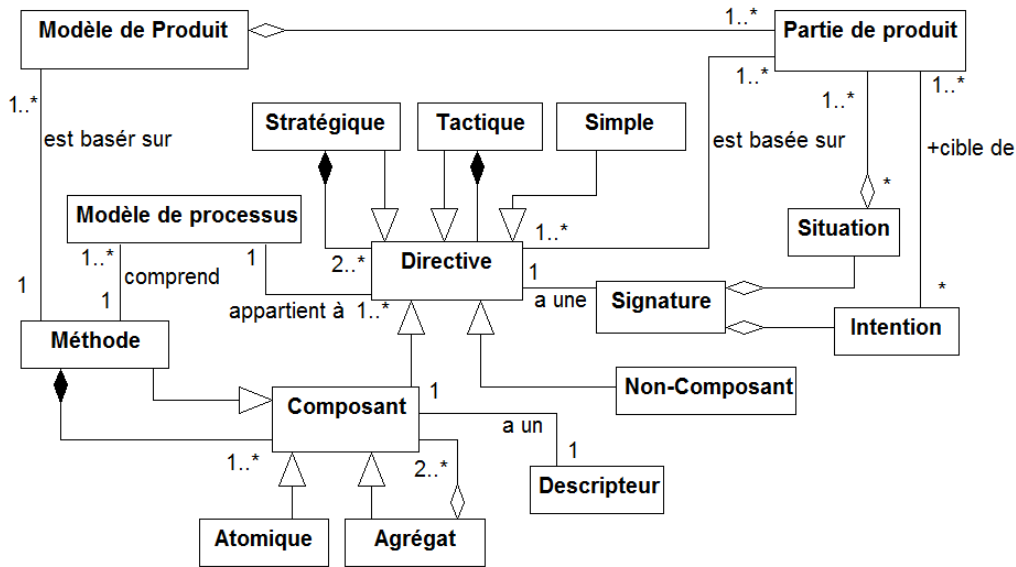 Modèle de Produit
1..*
Partie de produit
1..*
1..*
1..*
1..*
est basér sur
Stratégique
Tactique
Simple
est basée sur
+cible de
Modèle de processus
*
Situation
1..*
1
2..*
Directive
1..*
comprend
1
1
1
appartient à
1..*
a une
Signature
*
Intention
Méthode
Non-Composant
Composant
1
a un
1..*
2..*
1
Descripteur
Atomique
Agrégat